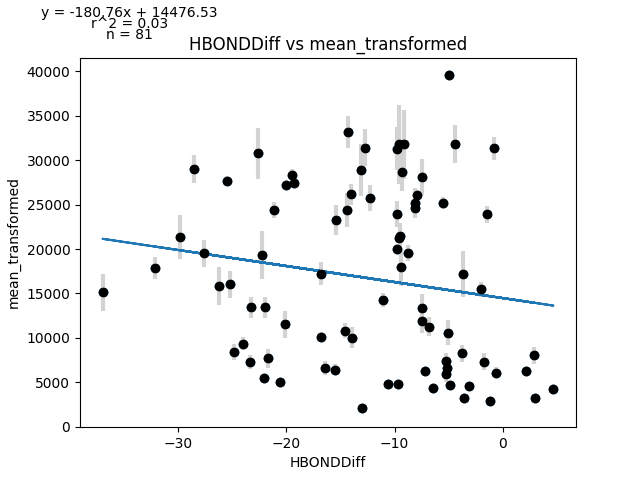 y = -180.76x + 14476.53
r^2 = 0.03
n = 81
HBONDDiff vs mean_transformed
40000
35000
30000
25000
20000
15000
10000
5000
0
mean_transformed
−30
−20
−10
0
HBONDDiff